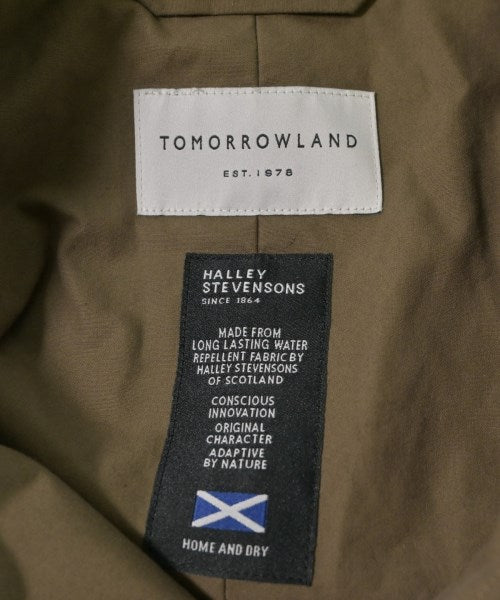 TOMORROWLAND
EST. 1978
HALLEY
STEVENSONS
SINCE 1864
MADE FROM
LONG LASTING WATER
REPELLENT FABRIC BY
HALLEY STEVENSONS
OF SCOTLAND
CONSCIOUS
INNOVATION
ORIGINAL
CHARACTER
ADAPTIVE
BY NATURE
HOME AND DRY